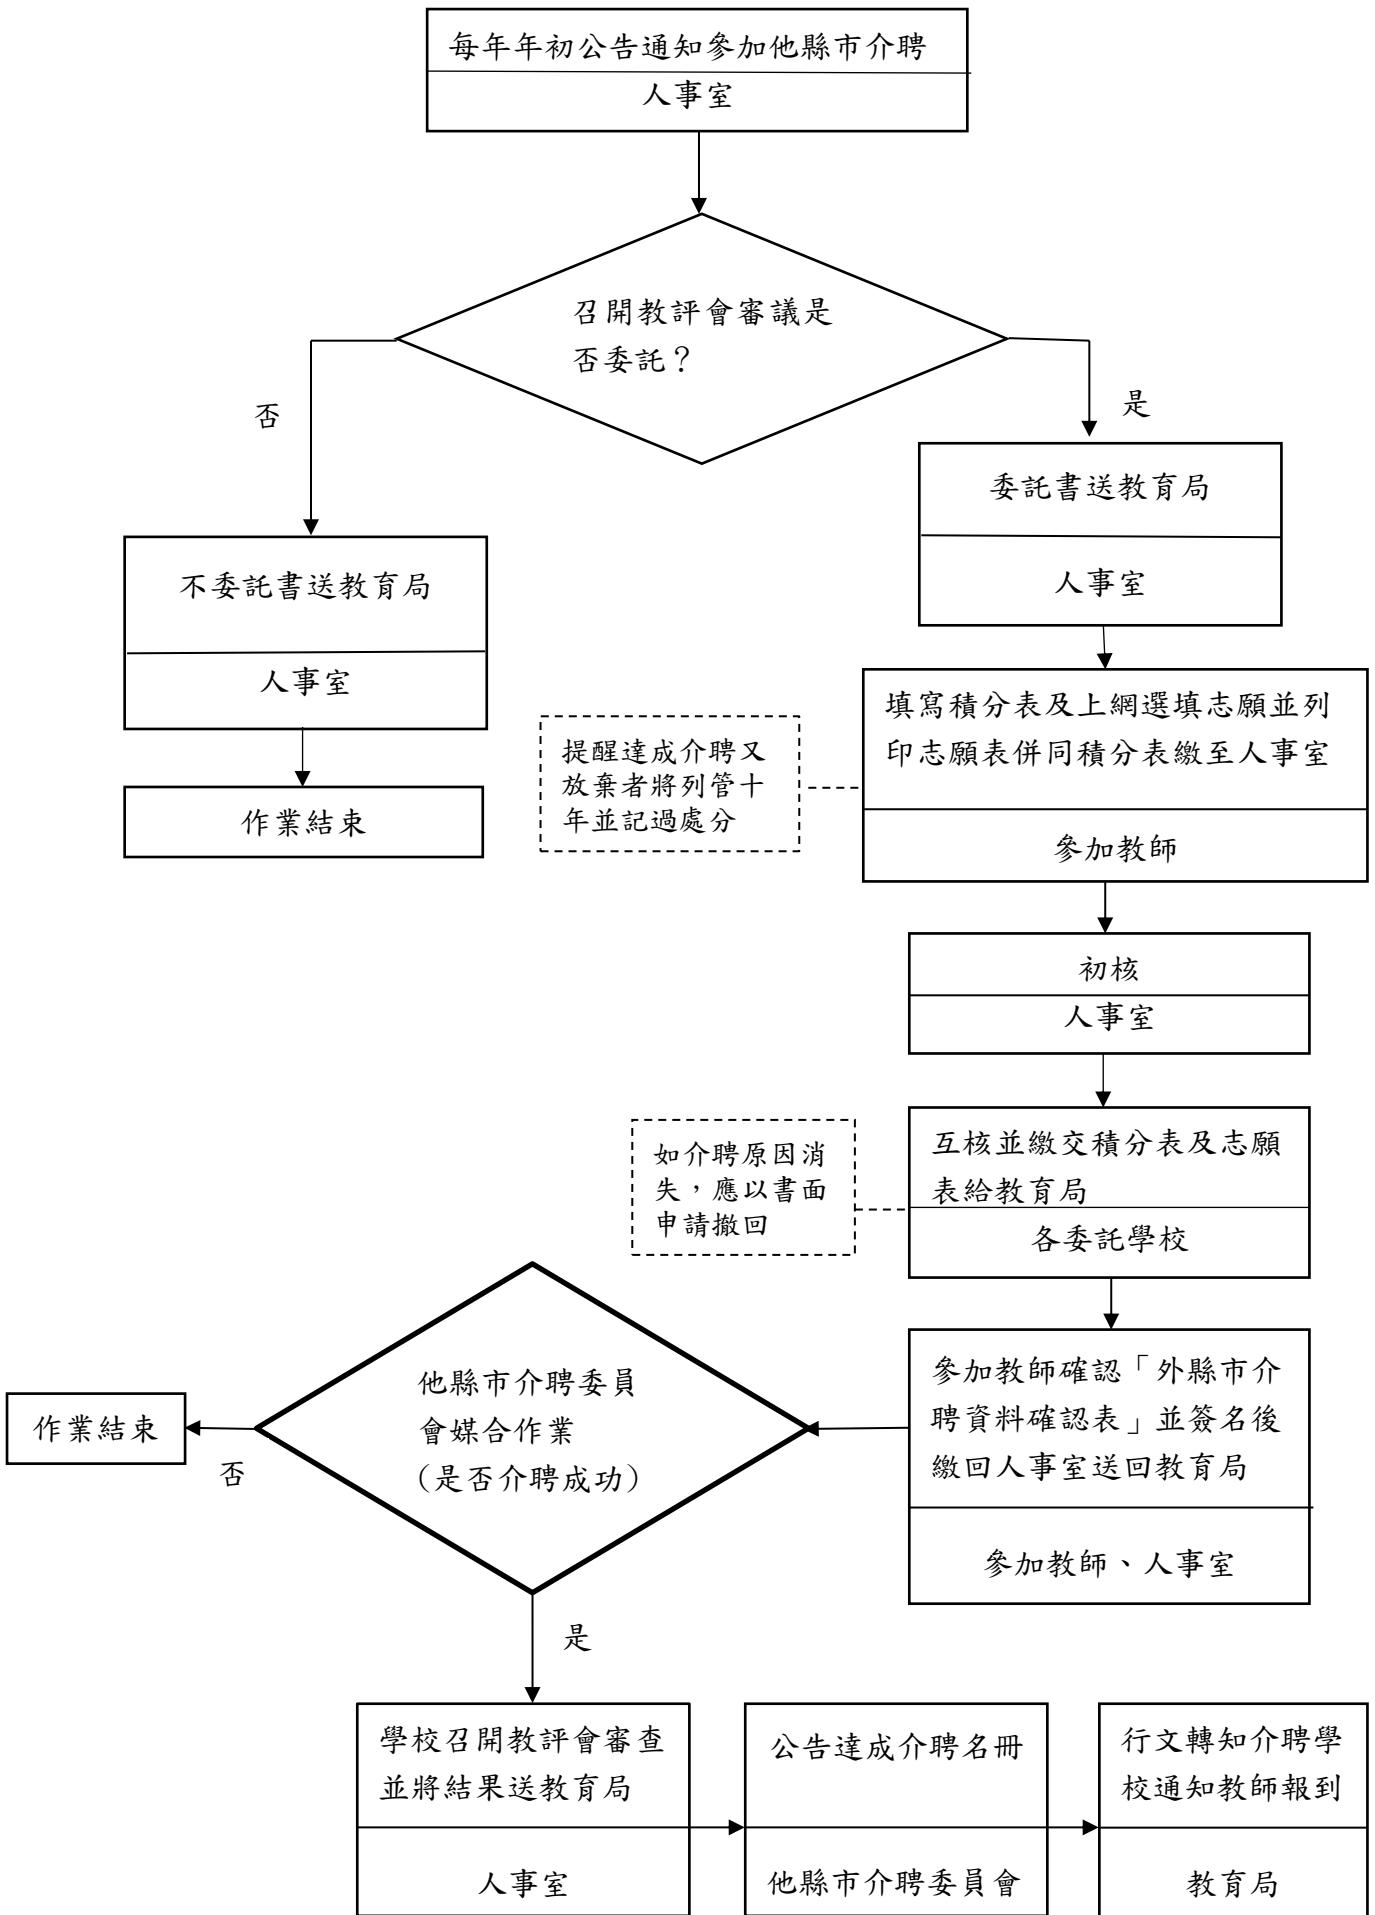 每年年初公告通知參加他縣市介聘
人事室
召開教評會審議是
否委託？
否
是
委託書送教育局
人事室
不委託書送教育局
人事室
作業結束
填寫積分表及上網選填志願並列
印志願表併同積分表繳至人事室
參加教師
提醒達成介聘又
放棄者將列管十
年並記過處分
初核
人事室
互核並繳交積分表及志願
表給教育局
各委託學校
如介聘原因消
失，應以書面
申請撤回
參加教師確認「外縣市介
聘資料確認表」並簽名後
繳回人事室送回教育局
參加教師、人事室
他縣市介聘委員
會媒合作業
(是否介聘成功)
否
作業結束
是
學校召開教評會審查
並將結果送教育局
人事室
公告達成介聘名冊
他縣市介聘委員會
行文轉知介聘學
校通知教師報到
教育局